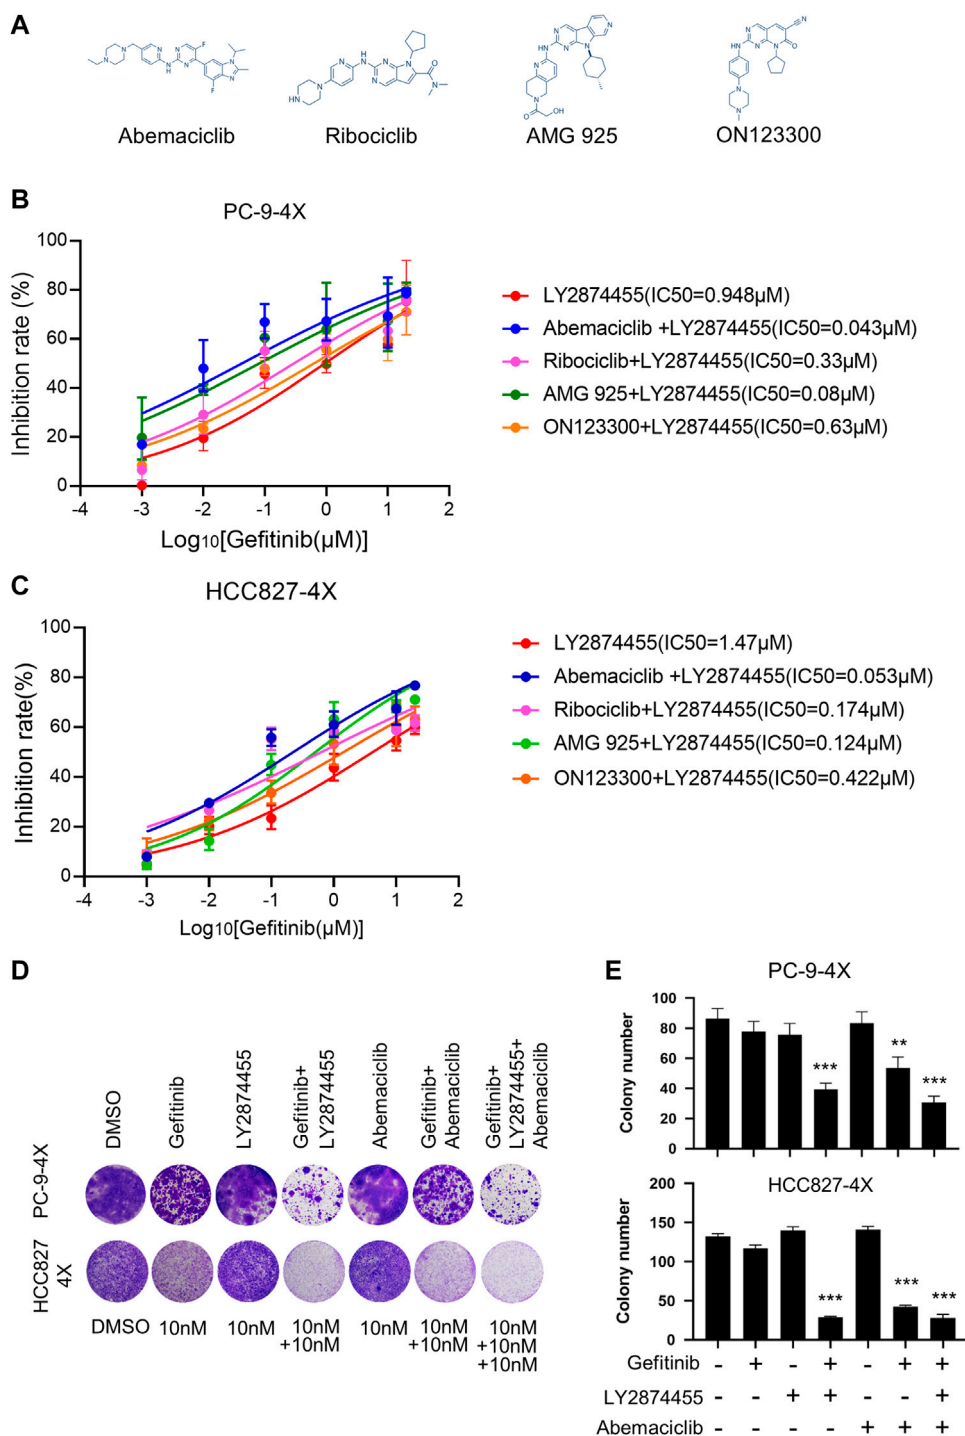 A
Abemaciclib
Ribociclib
AMG 925
ON123300
B
PC-9-4X
Inhibition rate (%)
100
80
60
40
20
0
-4 -3 -2 -1 0 1 2
Log10[Gefitinib(µM)]
LY2874455(IC50=0.948µM)
Abemaciclib +LY2874455(IC50=0.043µM)
Ribociclib+LY2874455(IC50=0.33µM)
AMG 925+LY2874455(IC50=0.08µM)
ON123300+LY2874455(IC50=0.63µM)
C
HCC827-4X
Inhibition rate(%)
100
80
60
40
20
0
-4 -3 -2 -1 0 1 2
Log10[Gefitinib(µM)]
LY2874455(IC50=1.47µM)
Abemaciclib +LY2874455(IC50=0.053µM)
Ribociclib+LY2874455(IC50=0.174µM)
AMG 925+LY2874455(IC50=0.124µM)
ON123300+LY2874455(IC50=0.422µM)
D
DMSO
Gefitinib
LY2874455
Gefitinib+
LY2874455
Abemaciclib
Gefitinib+
Abemaciclib
Gefitinib+
LY2874455+
Abemaciclib
PC-9-4X
HCC827
4X
DMSO
10nM
10nM
10nM
+10nM
10nM
10nM
+10nM
10nM
+10nM
+10nM
E
PC-9-4X
Colony number
100
80
60
40
20
0
***
**
***
HCC827-4X
Colony number
200
150
100
50
0
***
***
***
Gefitinib - + - + - + +
LY2874455 - - + + - - +
Abemaciclib - - - - + + +